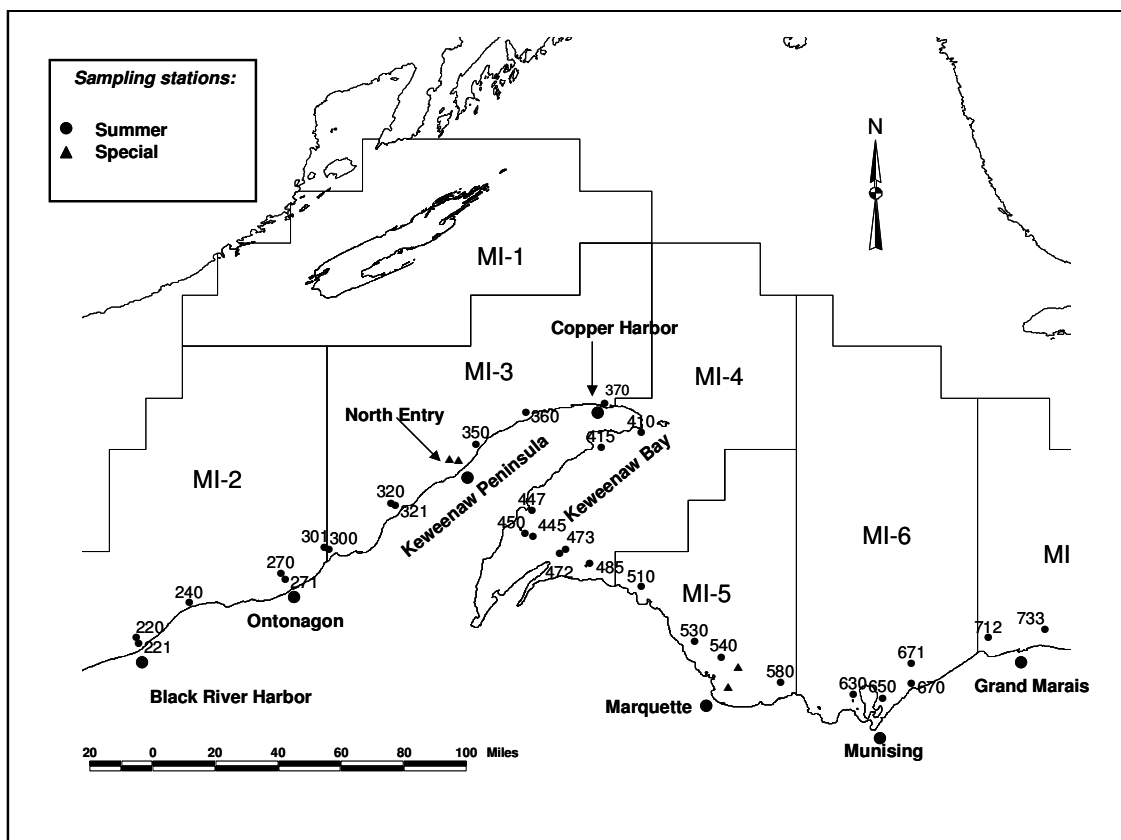 Sampling stations:
Summer
Special
N
MI-1
Copper Harbor
MI-3
370
MI-4
North Entry
360
410
350
415
MI-2
320
321
Keweenaw Peninsula
Keweenaw Bay
447
301
300
450
445
473
MI-6
MI
270
271
472
485
510
240
MI-5
Ontonagon
220
221
530
540
712
733
671
Black River Harbor
580
630
650
670
Grand Marais
Marquette
Munising
20 0 20 40 60 80 100 Miles